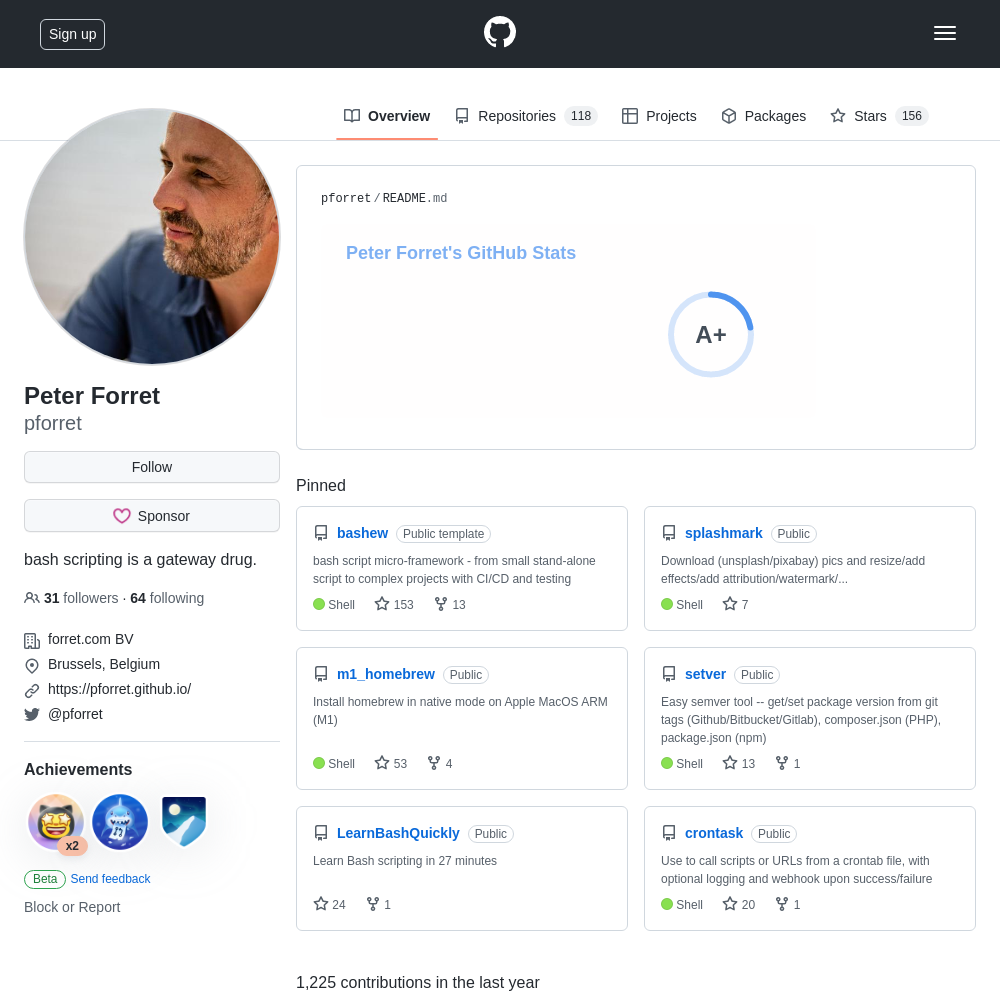 Sign up
Overview
Repositories 118
Projects
Packages
Stars 156
pforret/README.md
Peter Forret's GitHub Stats
A+
Peter Forret
pforret
Follow
Sponsor
bash scripting is a gateway drug.
31 followers · 64 following
forret.com BV
Brussels, Belgium
https://pforret.github.io/
@pforret
Achievements
x2
Beta Send feedback
Block or Report
Pinned
bashew Public template
bash script micro-framework - from small stand-alone
script to complex projects with CI/CD and testing
Shell 153 13
splashmark Public
Download (unsplash/pixabay) pics and resize/add
effects/add attribution/watermark/...
Shell 7
m1_homebrew Public
Install homebrew in native mode on Apple MacOS ARM
(M1)
Shell 53 4
setver Public
Easy semver tool -- get/set package version from git
tags (Github/Bitbucket/Gitlab), composer.json (PHP),
package.json (npm)
Shell 13 1
LearnBashQuickly Public
Learn Bash scripting in 27 minutes
24 1
crontask Public
Use to call scripts or URLs from a crontab file, with
optional logging and webhook upon success/failure
Shell 20 1
1,225 contributions in the last year